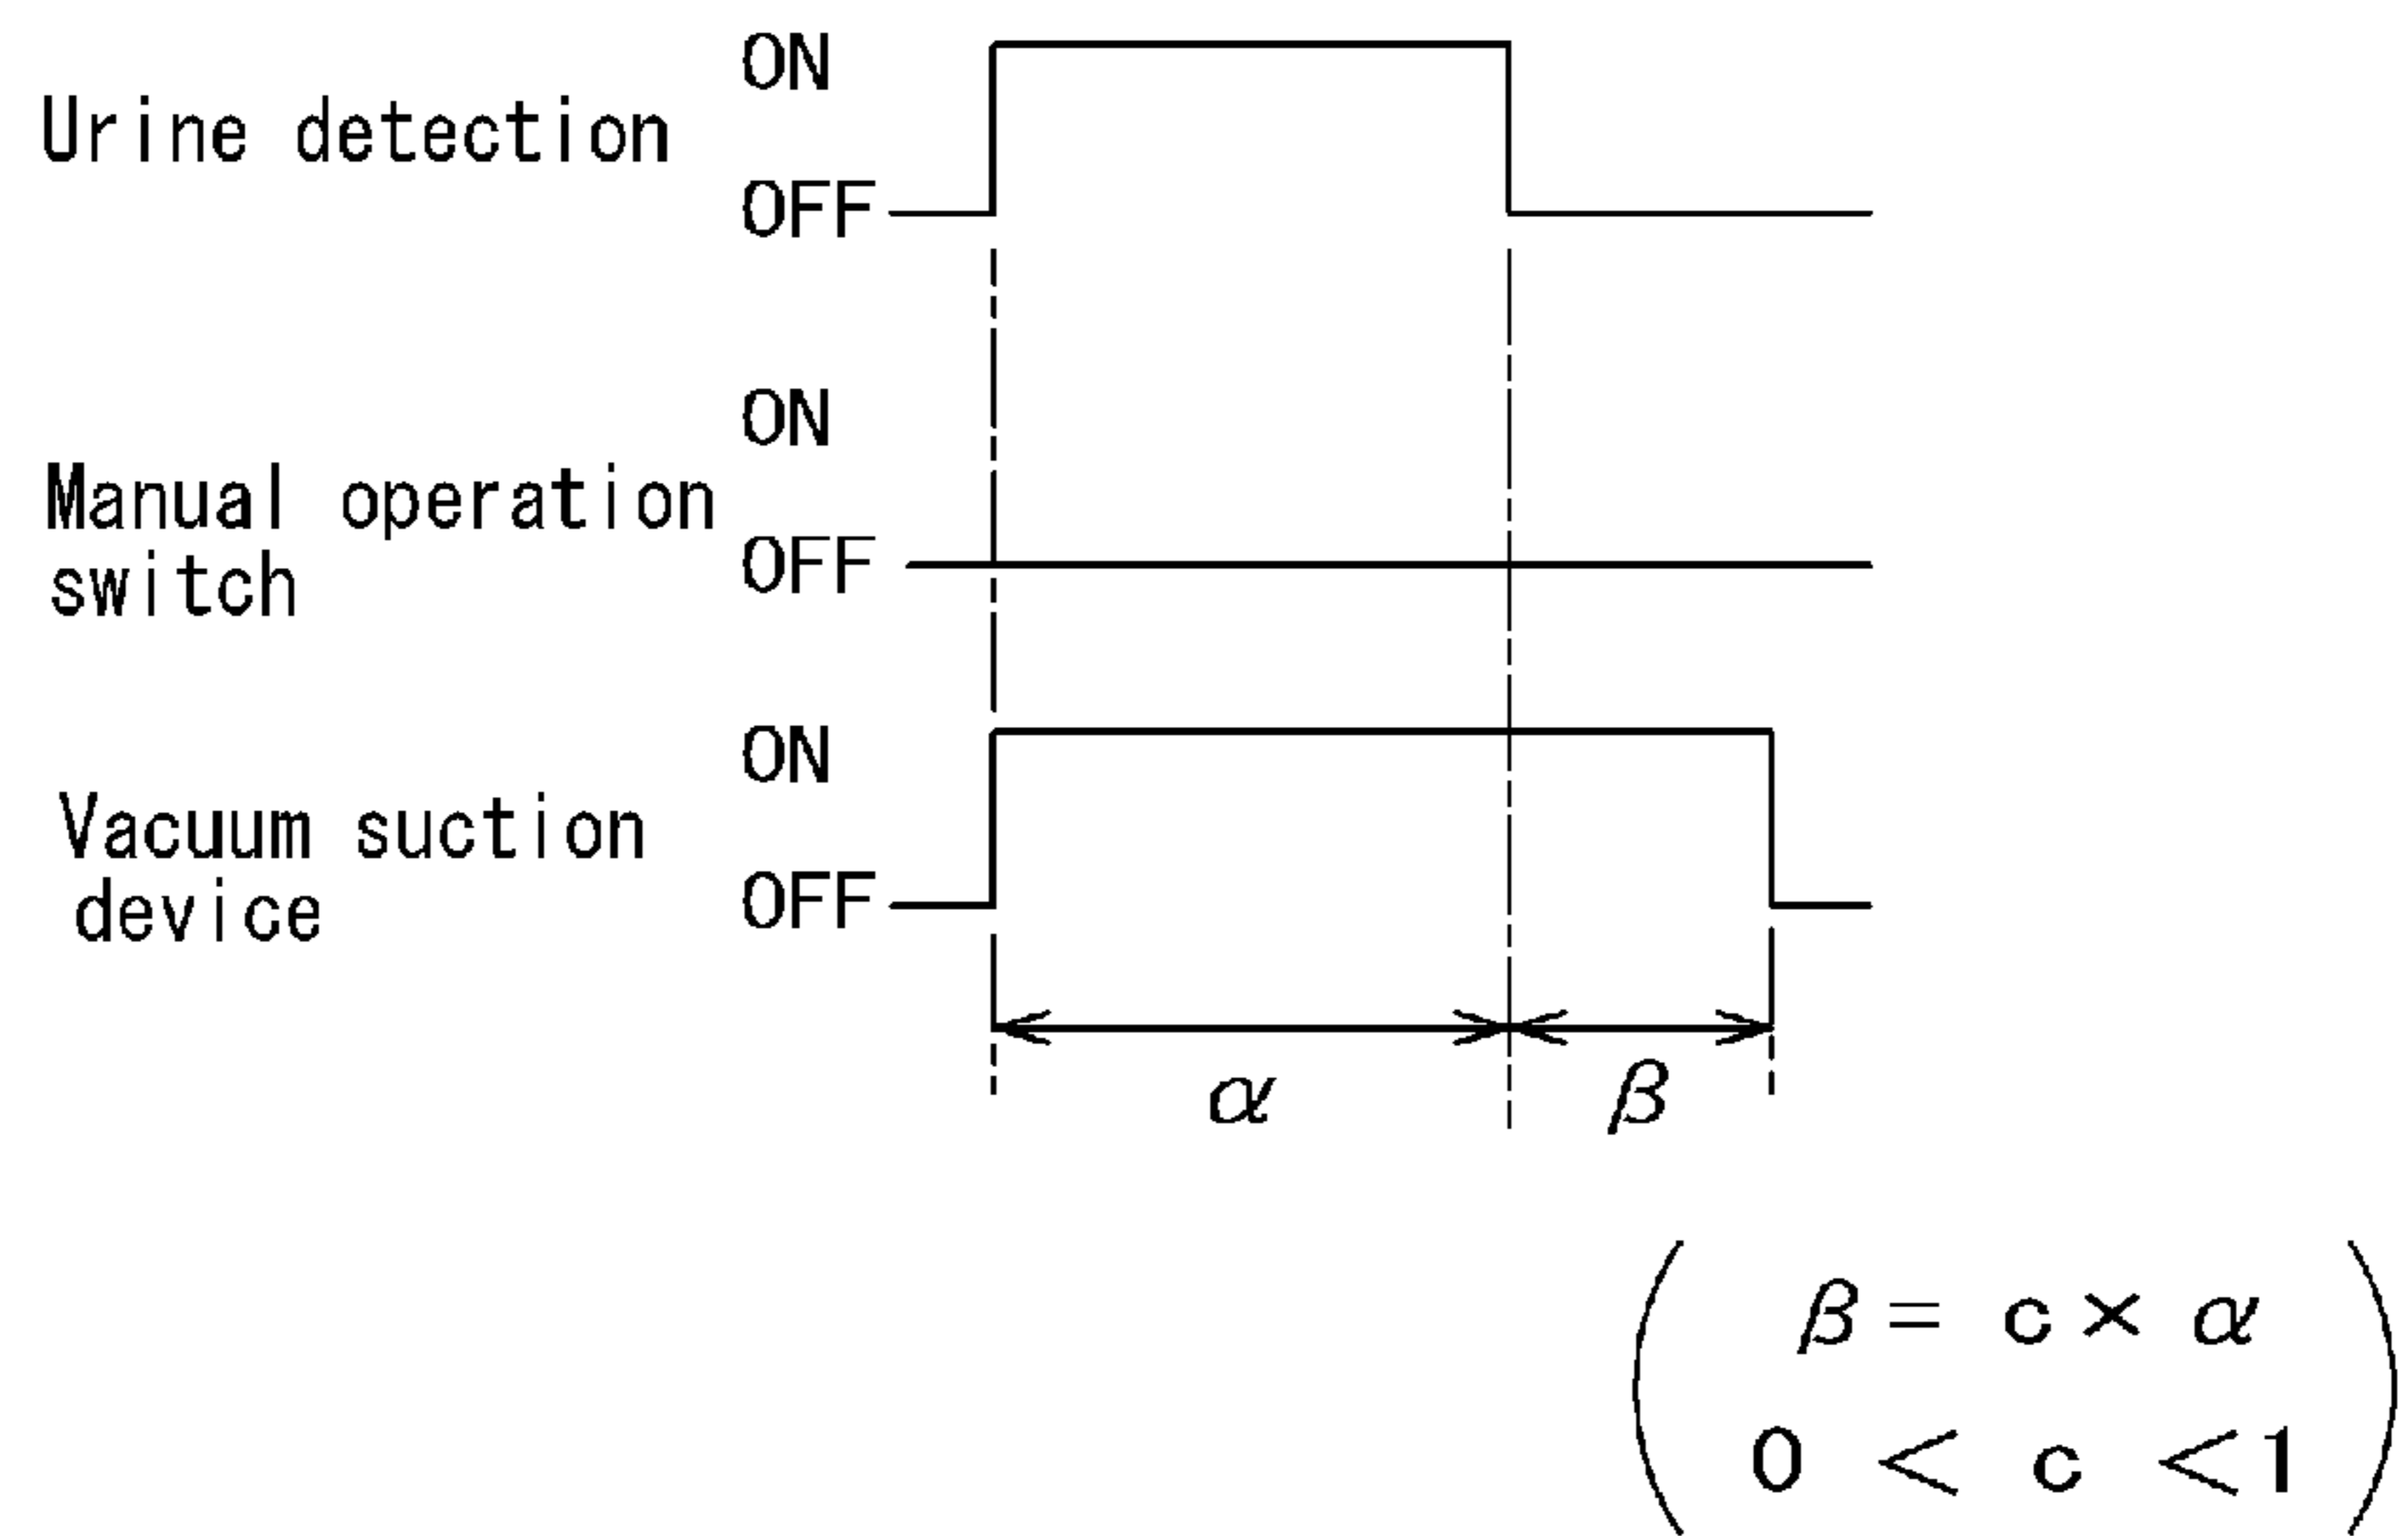 ON
Urine detection
OFF
ON
Manual operation
OFF
switch
ON
Vacuum suction
OFF
device
α
β
β = c × α
0 < c < 1